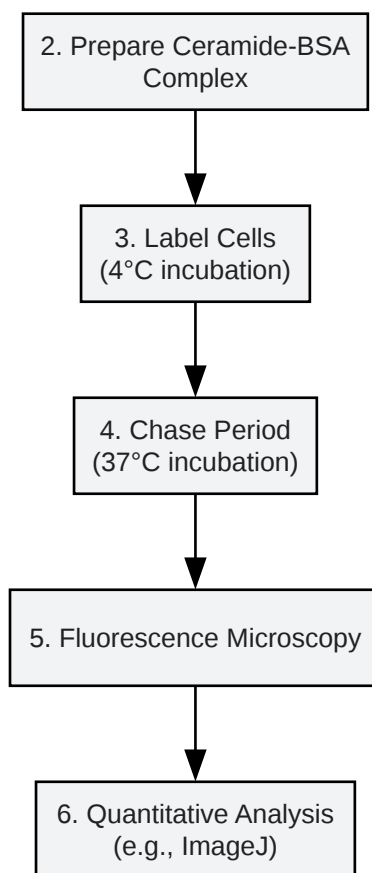 2. Prepare Ceramide-BSA
Complex
3. Label Cells
(4°C incubation)
4. Chase Period
(37°C incubation)
5. Fluorescence Microscopy
6. Quantitative Analysis
(e.g., ImageJ)